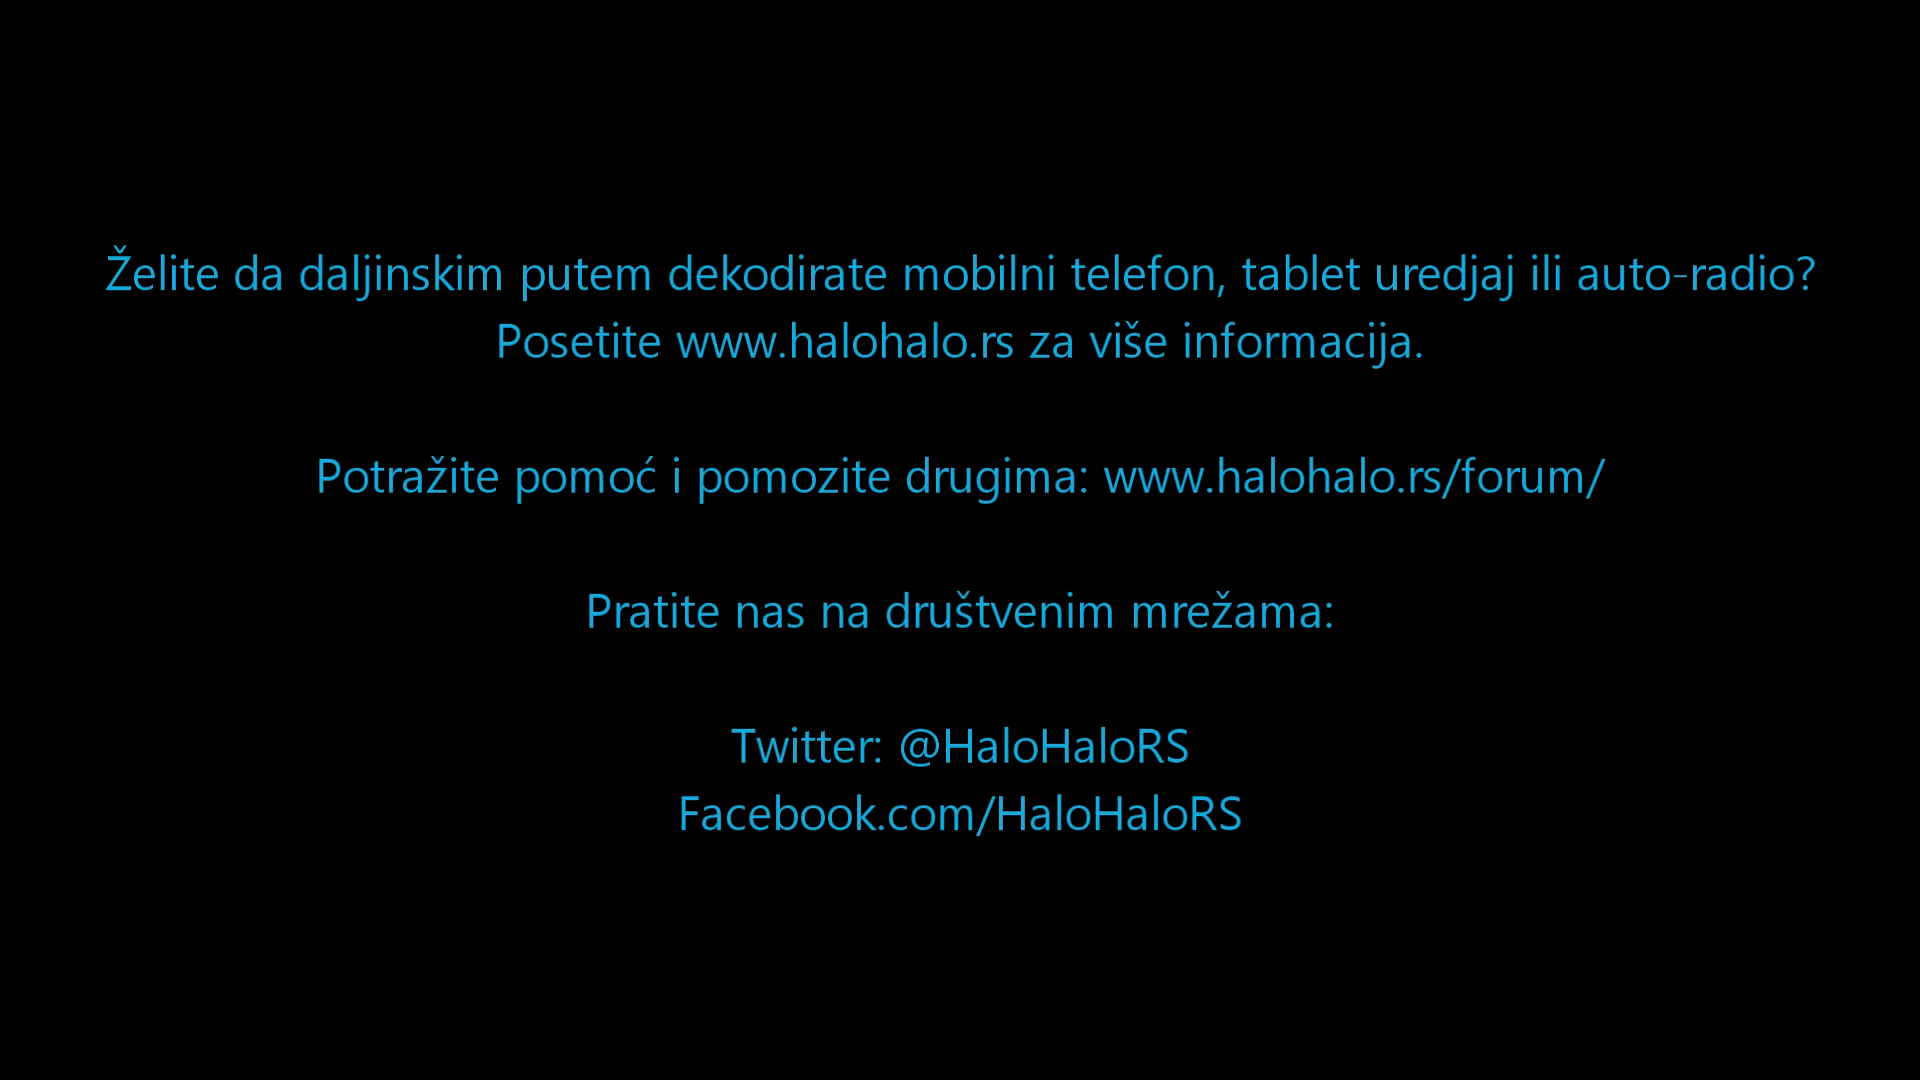 Želite da daljinskim putem dekodirate mobilni telefon, tablet uredjaj ili auto-radio?
Posetite www.halohalo.rs za više informacija.
Potražite pomoć i pomozite drugima: www.halohalo.rs/forum/
Pratite nas na društvenim mrežama:
Twitter: @HaloHaloRS
Facebook.com/HaloHaloRS